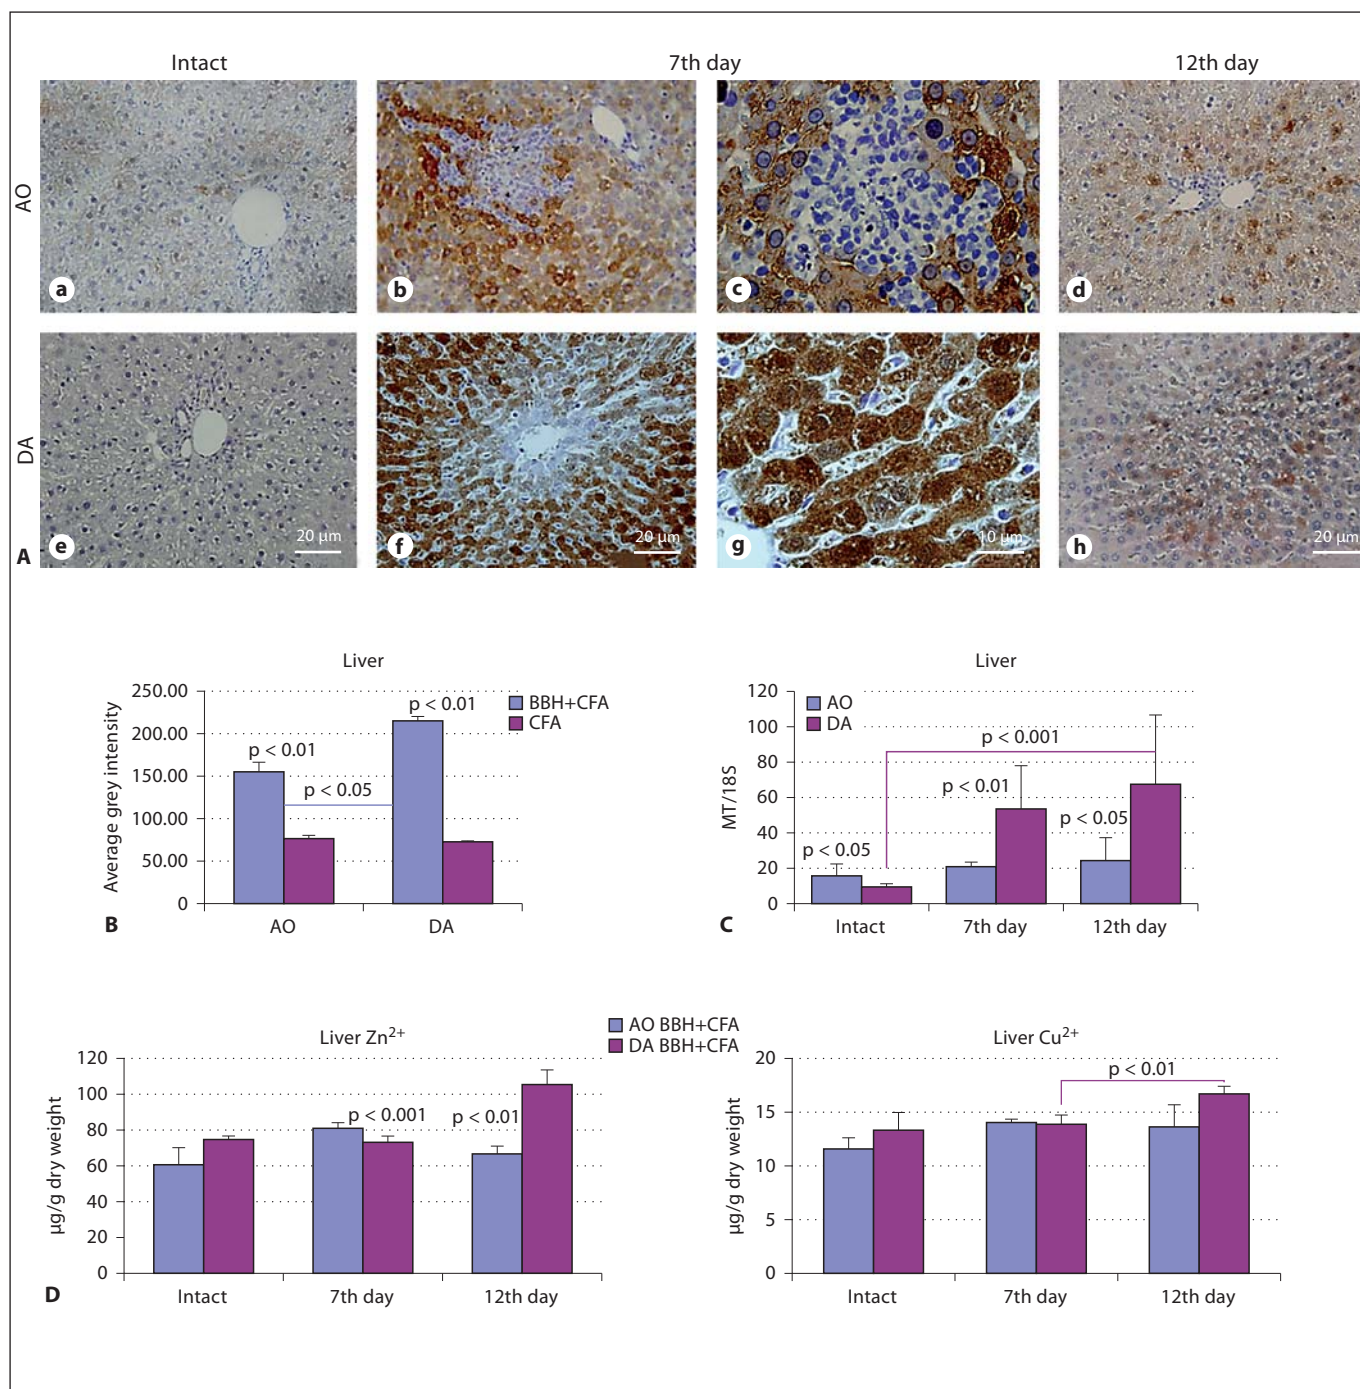 Intact 7th day 12th day
AO
a b c d
DA
e 20 µm f 20 µm g 10 µm h 20 µm
A
Liver
Average grey intensity
250.00
200.00
150.00
100.00
50.00
0
p < 0.01
p < 0.05
p < 0.01
BBH+CFA
CFA
AO DA
B
Liver
MT/18S
120
100
80
60
40
20
0
AO
DA
p < 0.001
p < 0.01
p < 0.05
p < 0.05
Intact 7th day 12th day
C
Liver Zn²⁺
µg/g dry weight
120
100
80
60
40
20
0
p < 0.001 p < 0.01
Intact 7th day 12th day
AO BBH+CFA
DA BBH+CFA
D
Liver Cu²⁺
µg/g dry weight
20
15
10
5
0
p < 0.01
Intact 7th day 12th day